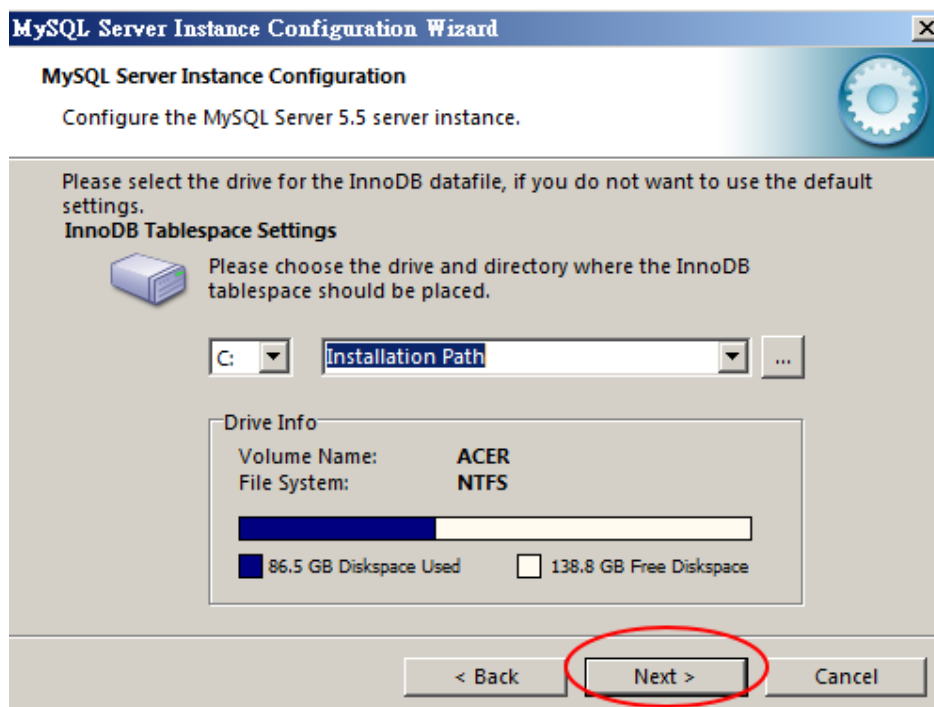 MySQL Server Instance Configuration Wizard
MySQL Server Instance Configuration
Configure the MySQL Server 5.5 server instance.
Please select the drive for the InnoDB datafile, if you do not want to use the default
settings.
InnoDB Tablespace Settings
Please choose the drive and directory where the InnoDB
tablespace should be placed.
C: Installation Path ...
Drive Info
Volume Name: ACER
File System: NTFS
86.5 GB Diskspace Used 138.8 GB Free Diskspace
< Back Next > Cancel